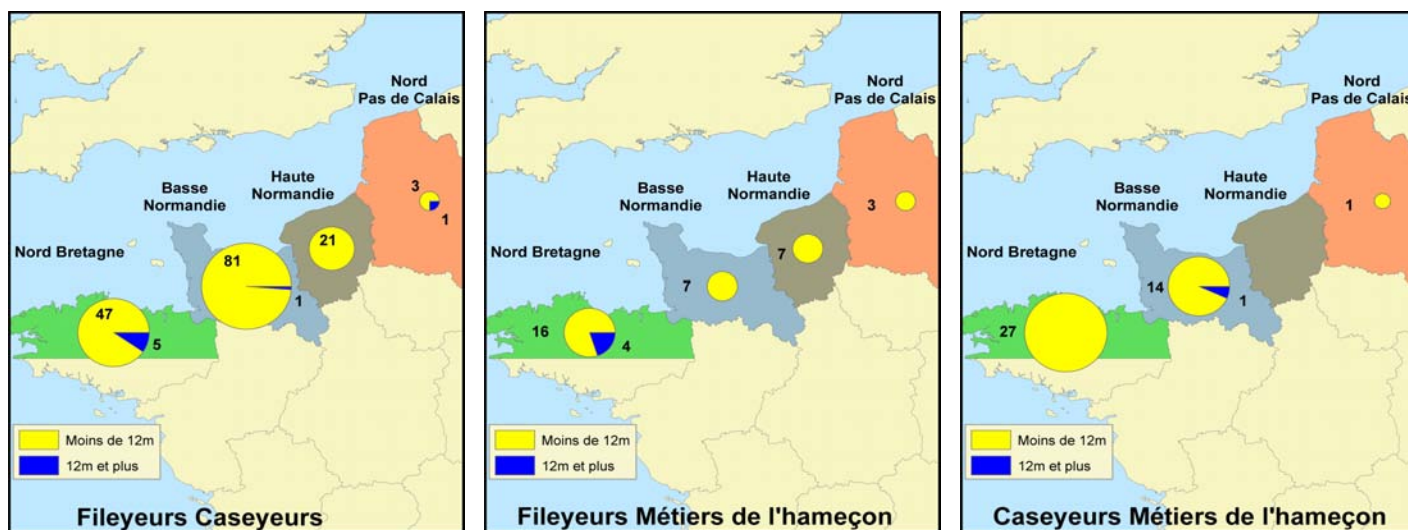 Nord
Pas de Calais
3
1
Haute
Normandie
Basse
Normandie
21
81
1
Nord Bretagne
47
5
Moins de 12m
12m et plus
Fileyeurs Caseyeurs
Nord
Pas de Calais
3
Haute
Normandie
Basse
Normandie
7
7
16
4
Nord Bretagne
Moins de 12m
12m et plus
Fileyeurs Métiers de l'hameçon
Nord
Pas de Calais
1
Haute
Normandie
Basse
Normandie
14
1
Nord Bretagne
27
Moins de 12m
12m et plus
Caseyeurs Métiers de l'hameçon